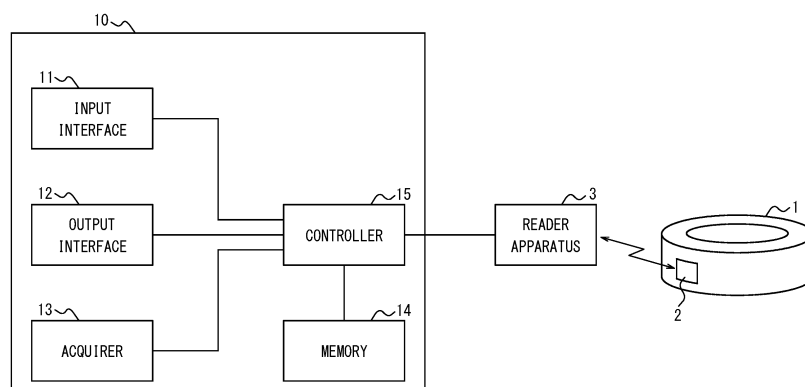 10
11
INPUT
INTERFACE
12
OUTPUT
INTERFACE
13
ACQUIRER
15
CONTROLLER
14
MEMORY
3
READER
APPARATUS
1
2